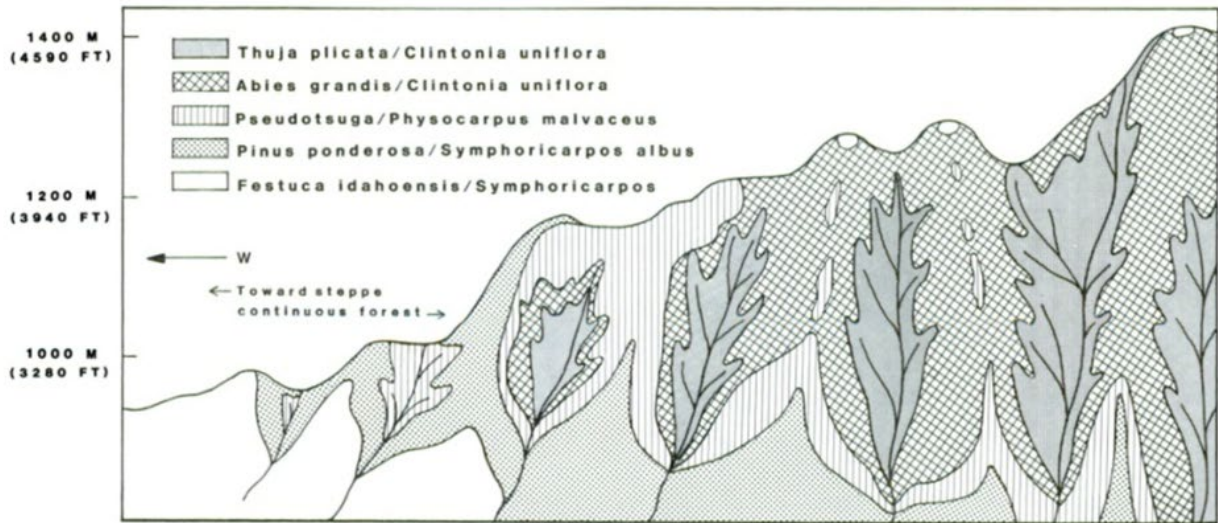 1400 M
(4590 FT)
Thuja plicata/Clintonia uniflora
Abies grandis/Clintonia uniflora
Pseudotsuga/Physocarpus malvaceus
Pinus ponderosa/Symphoricarpos albus
Festuca idahoensis/Symphoricarpos
1200 M
(3940 FT)
W
Toward steppe
continuous forest
1000 M
(3280 FT)